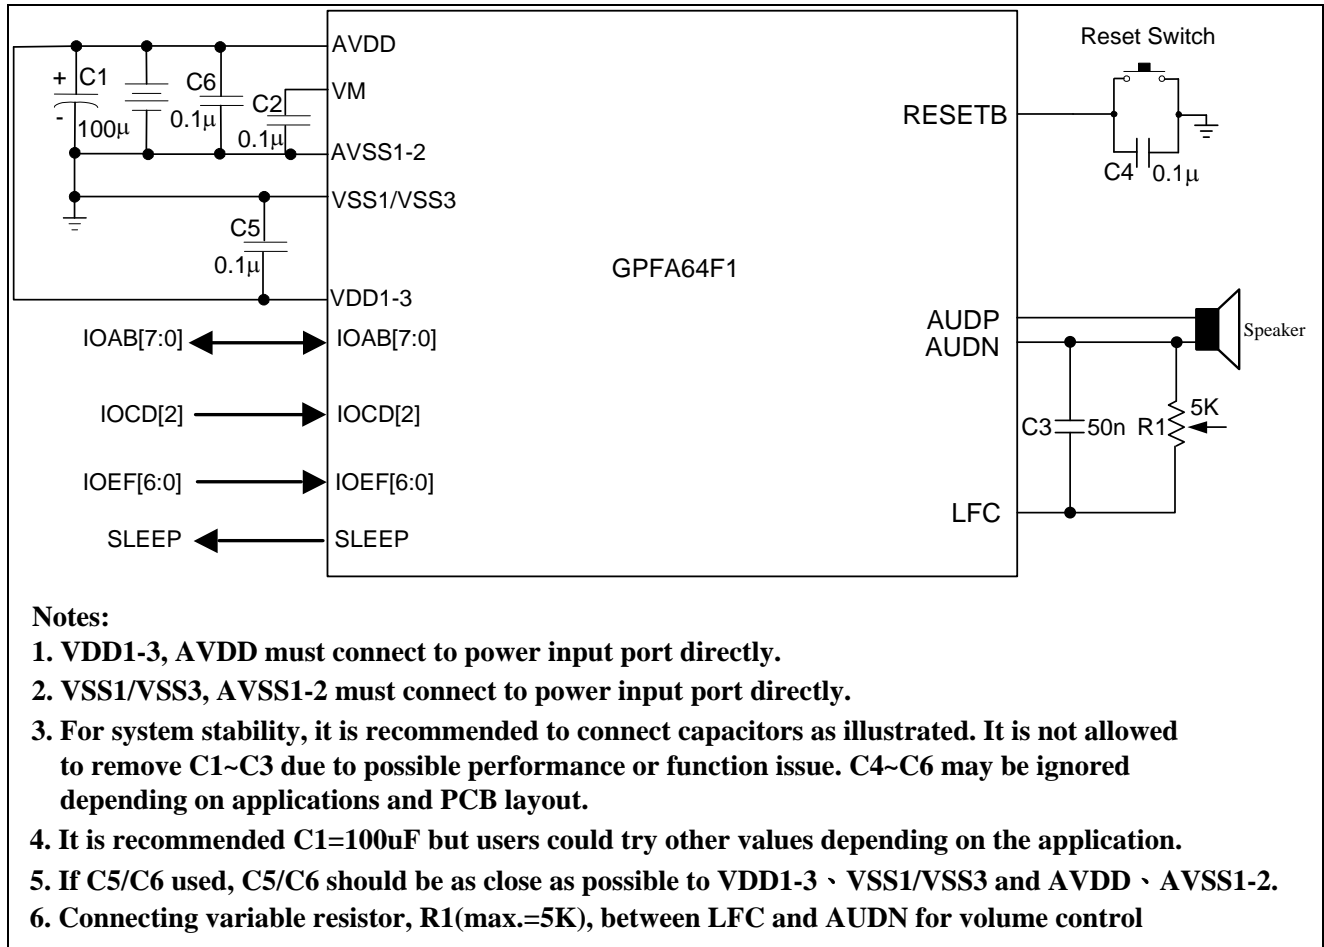 AVDD
Reset Switch
+ C1
C6
VM
C2
100μ
0.1μ
0.1μ
-
RESETB
AVSS1-2
C4 0.1μ
VSS1/VSS3
C5
0.1μ
GPFA64F1
VDD1-3
AUDP
Speaker
IOAB[7:0] IOAB[7:0]
AUDN
IOCD[2] IOCD[2]
5K
C3 50n R1
IOEF[6:0] IOEF[6:0]
LFC
SLEEP SLEEP
Notes:
1. VDD1-3, AVDD must connect to power input port directly.
2. VSS1/VSS3, AVSS1-2 must connect to power input port directly.
3. For system stability, it is recommended to connect capacitors as illustrated. It is not allowed
to remove C1~C3 due to possible performance or function issue. C4~C6 may be ignored
depending on applications and PCB layout.
4. It is recommended C1=100uF but users could try other values depending on the application.
5. If C5/C6 used, C5/C6 should be as close as possible to VDD1-3、VSS1/VSS3 and AVDD、AVSS1-2.
6. Connecting variable resistor, R1(max.=5K), between LFC and AUDN for volume control